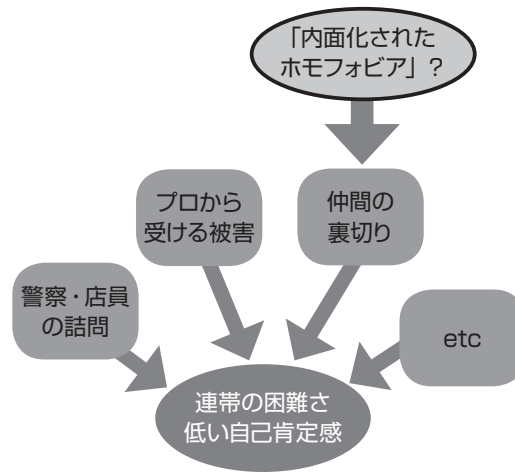 「内面化された
ホモフォビア」？
プロから
受ける被害
仲間の
裏切り
警察・店員
の詰問
etc
連帯の困難さ
低い自己肯定感